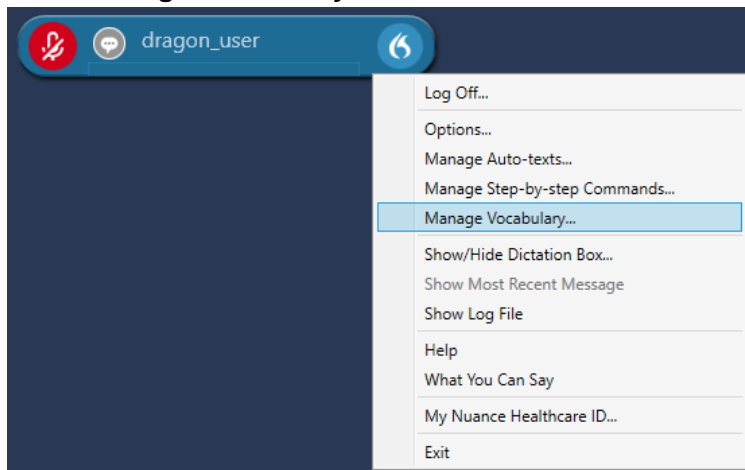 dragon_user
Log Off...
Options...
Manage Auto-texts...
Manage Step-by-step Commands...
Manage Vocabulary...
Show/Hide Dictation Box...
Show Most Recent Message
Show Log File
Help
What You Can Say
My Nuance Healthcare ID...
Exit